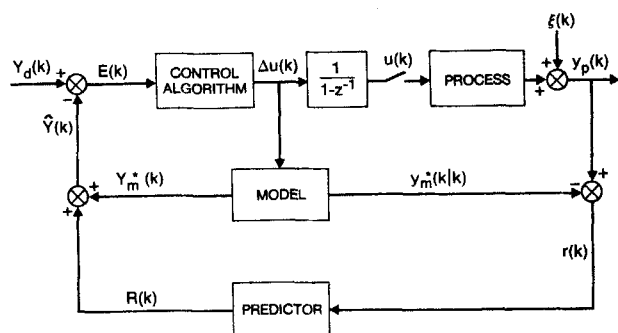 ξ(k)
Y_d(k) + E(k) CONTROL ALGORITHM Δu(k) 1/(1-z⁻¹) u(k) PROCESS + + y_p(k)
−
Ŷ(k)
+ Y_m*(k) MODEL y_m*(k|k) − +
+
r(k)
R(k) PREDICTOR